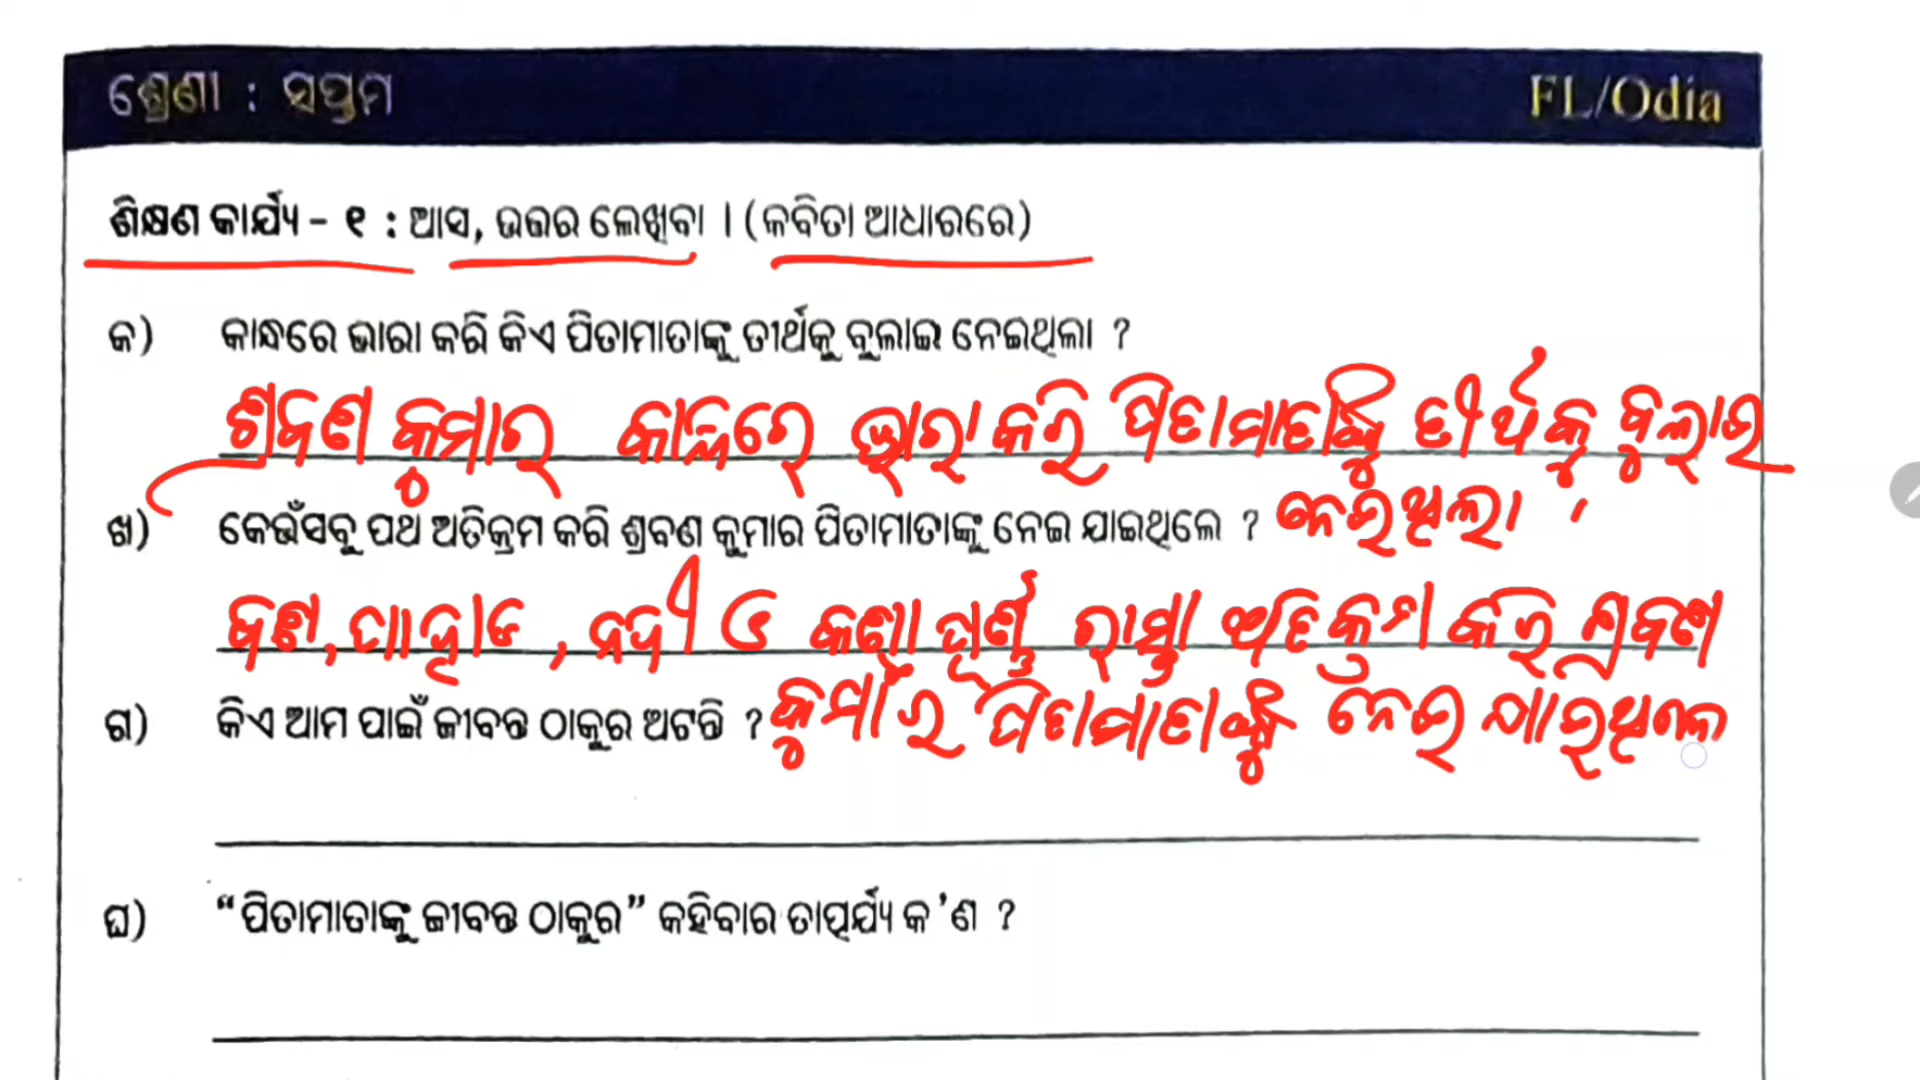 ଶ୍ରେଣୀ : ସପ୍ତମ
FL/Odia
ଶିକ୍ଷଣ କାର୍ଯ୍ୟ – ୧ : ଆସ, ଉତ୍ତର ଲେଖିବା । (କବିତା ଆଧାରରେ)
କ) କାନ୍ଧରେ ଭାରା କରି କିଏ ପିତାମାତାଙ୍କୁ ତୀର୍ଥକୁ ବୁଲାଇ ନେଇଥିଲା ?
ଶ୍ରବଣ କୁମାର କାନ୍ଧରେ ଭାରା କରି ପିତାମାତାଙ୍କୁ ତୀର୍ଥକୁ ବୁଲାଇ
ନେଇଥିଲା ।
ଖ) କେଉଁସବୁ ପଥ ଅତିକ୍ରମ କରି ଶ୍ରବଣ କୁମାର ପିତାମାତାଙ୍କୁ ନେଇ ଯାଇଥିଲେ ?
ବଣ, ପାହାଡ , ନଦୀ ଓ କଣ୍ଟା ପୂର୍ଣ୍ଣ ରାସ୍ତା ଅତିକ୍ରମ କରି ଶ୍ରବଣ
କୁମାର ପିତାମାତାଙ୍କୁ ନେଇ ଯାଇଥିଲେ
ଗ) କିଏ ଆମ ପାଇଁ ଜୀବନ୍ତ ଠାକୁର ଅଟନ୍ତି ?
ଘ) “ପିତାମାତାଙ୍କୁ ଜୀବନ୍ତ ଠାକୁର” କହିବାର ତାତ୍ପର୍ଯ୍ୟ କ'ଣ ?